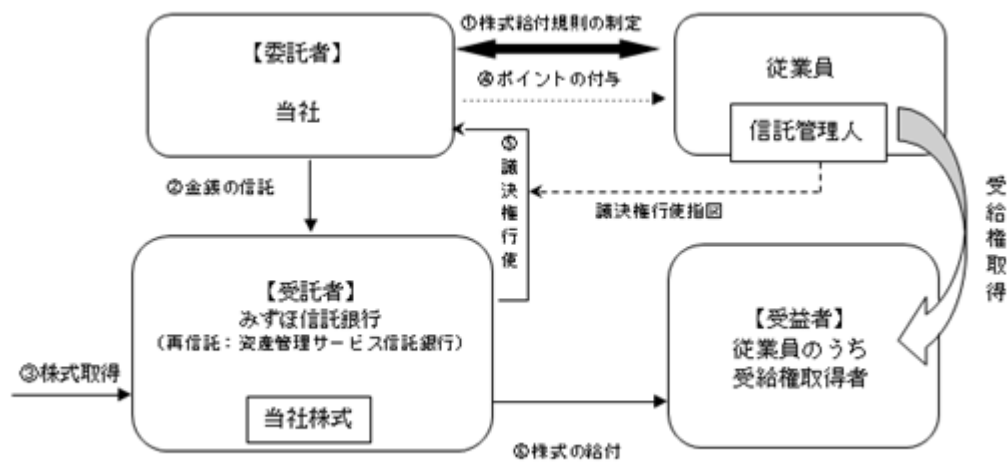 ①株式給付規則の制定
【委託者】
当社
従業員
④ポイントの付与
信託管理人
②金銭の信託
⑤議決権行使
議決権行使指図
受給権取得
【受託者】
みずほ信託銀行
(再信託:資産管理サービス信託銀行)
【受益者】
従業員のうち
受給権取得者
③株式取得
当社株式
⑥株式の給付